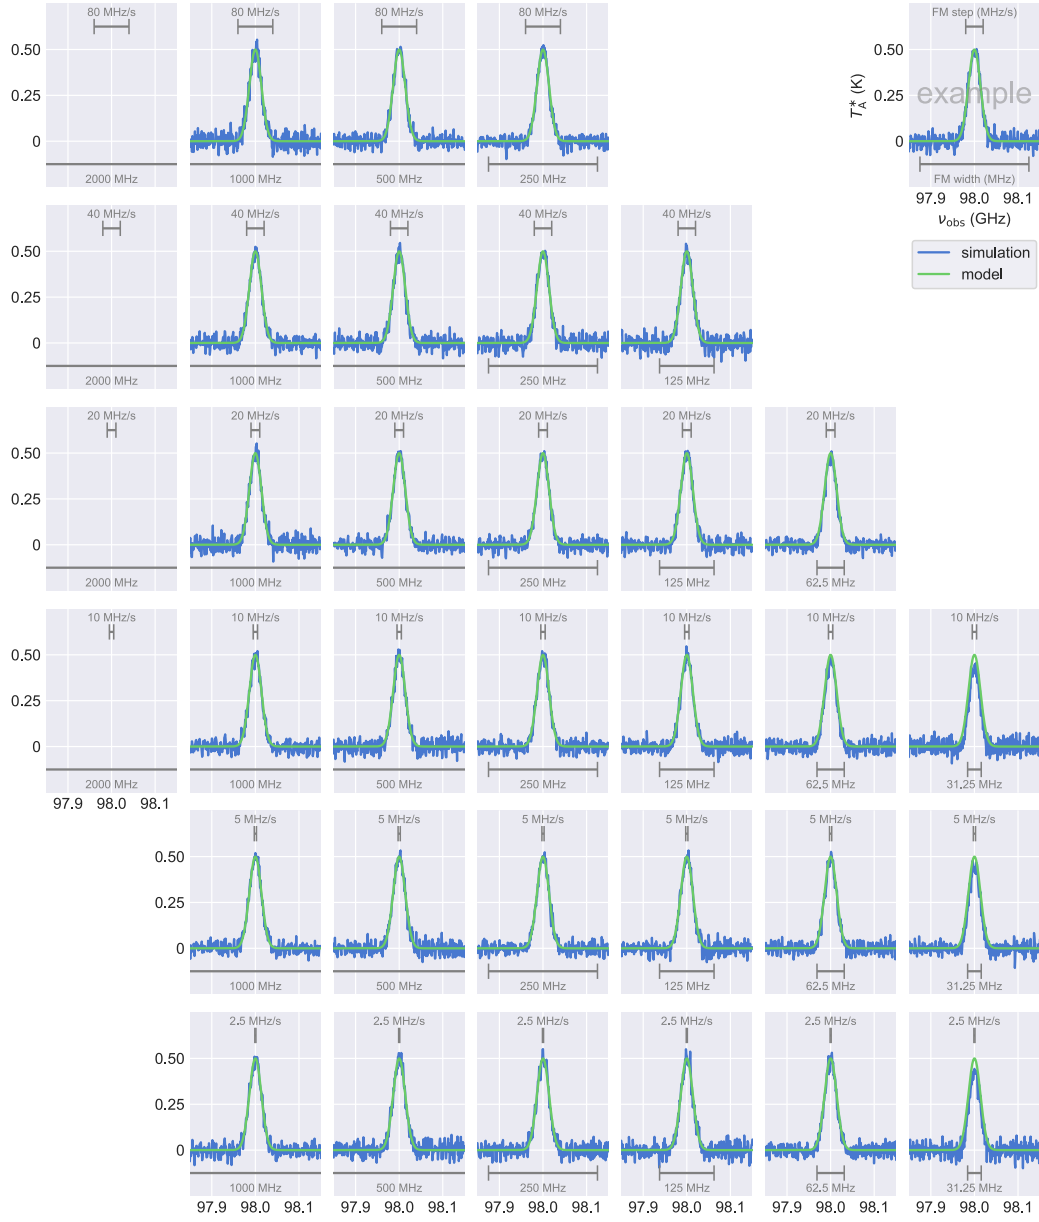 80 MHz/s 80 MHz/s 80 MHz/s 80 MHz/s FM step (MHz/s)
0.50 0.50
0.25 0.25 example
0 0
2000 MHz 1000 MHz 500 MHz 250 MHz FM width (MHz)
T*A (K)
97.9 98.0 98.1
νobs (GHz)
simulation
model
40 MHz/s 40 MHz/s 40 MHz/s 40 MHz/s 40 MHz/s
0.50
0.25
0
2000 MHz 1000 MHz 500 MHz 250 MHz 125 MHz
20 MHz/s 20 MHz/s 20 MHz/s 20 MHz/s 20 MHz/s 20 MHz/s
0.50
0.25
0
2000 MHz 1000 MHz 500 MHz 250 MHz 125 MHz 62.5 MHz
10 MHz/s 10 MHz/s 10 MHz/s 10 MHz/s 10 MHz/s 10 MHz/s 10 MHz/s
0.50
0.25
0
2000 MHz 1000 MHz 500 MHz 250 MHz 125 MHz 62.5 MHz 31.25 MHz
97.9 98.0 98.1
5 MHz/s 5 MHz/s 5 MHz/s 5 MHz/s 5 MHz/s 5 MHz/s
0.50
0.25
0
1000 MHz 500 MHz 250 MHz 125 MHz 62.5 MHz 31.25 MHz
2.5 MHz/s 2.5 MHz/s 2.5 MHz/s 2.5 MHz/s 2.5 MHz/s 2.5 MHz/s
0.50
0.25
0
1000 MHz 500 MHz 250 MHz 125 MHz 62.5 MHz 31.25 MHz
97.9 98.0 98.1 97.9 98.0 98.1 97.9 98.0 98.1 97.9 98.0 98.1 97.9 98.0 98.1 97.9 98.0 98.1